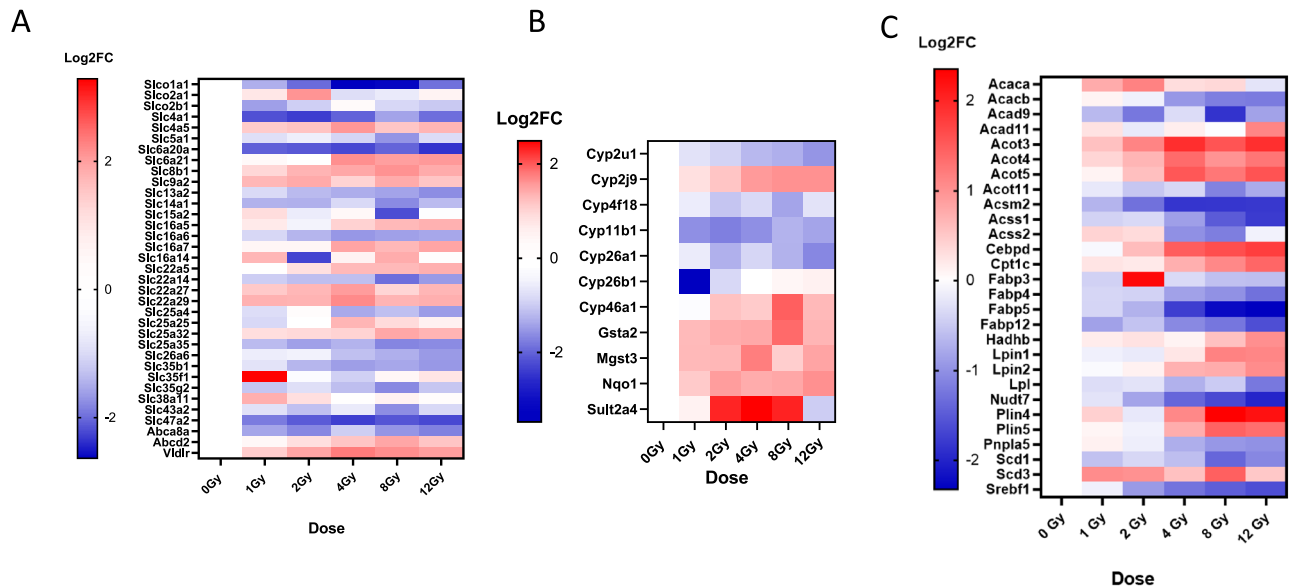 A
Log2FC
2
0
-2
Slco1a1
Slco2a1
Slco2b1
Slc4a1
Slc4a5
Slc5a1
Slc6a20a
Slc6a21
Slc8b1
Slc9a2
Slc13a2
Slc14a1
Slc15a2
Slc16a5
Slc16a6
Slc16a7
Slc16a14
Slc22a5
Slc22a14
Slc22a27
Slc22a29
Slc25a4
Slc25a25
Slc25a32
Slc25a35
Slc26a6
Slc35b1
Slc35f1
Slc35g2
Slc38a11
Slc43a2
Slc47a2
Abca8a
Abcd2
Vldlr
0Gy
1Gy
2Gy
4Gy
8Gy
12Gy
Dose
B
Log2FC
2
0
-2
Cyp2u1
Cyp2j9
Cyp4f18
Cyp11b1
Cyp26a1
Cyp26b1
Cyp46a1
Gsta2
Mgst3
Nqo1
Sult2a4
0Gy
1Gy
2Gy
4Gy
8Gy
12Gy
Dose
C
Log2FC
2
1
0
-1
-2
Acaca
Acacb
Acad9
Acad11
Acot3
Acot4
Acot5
Acot11
Acsm2
Acss1
Acss2
Cebpd
Cpt1c
Fabp3
Fabp4
Fabp5
Fabp12
Hadhb
Lpin1
Lpin2
Lpl
Nudt7
Plin4
Plin5
Pnpla5
Scd1
Scd3
Srebf1
0 Gy
1 Gy
2 Gy
4 Gy
8 Gy
12 Gy
Dose